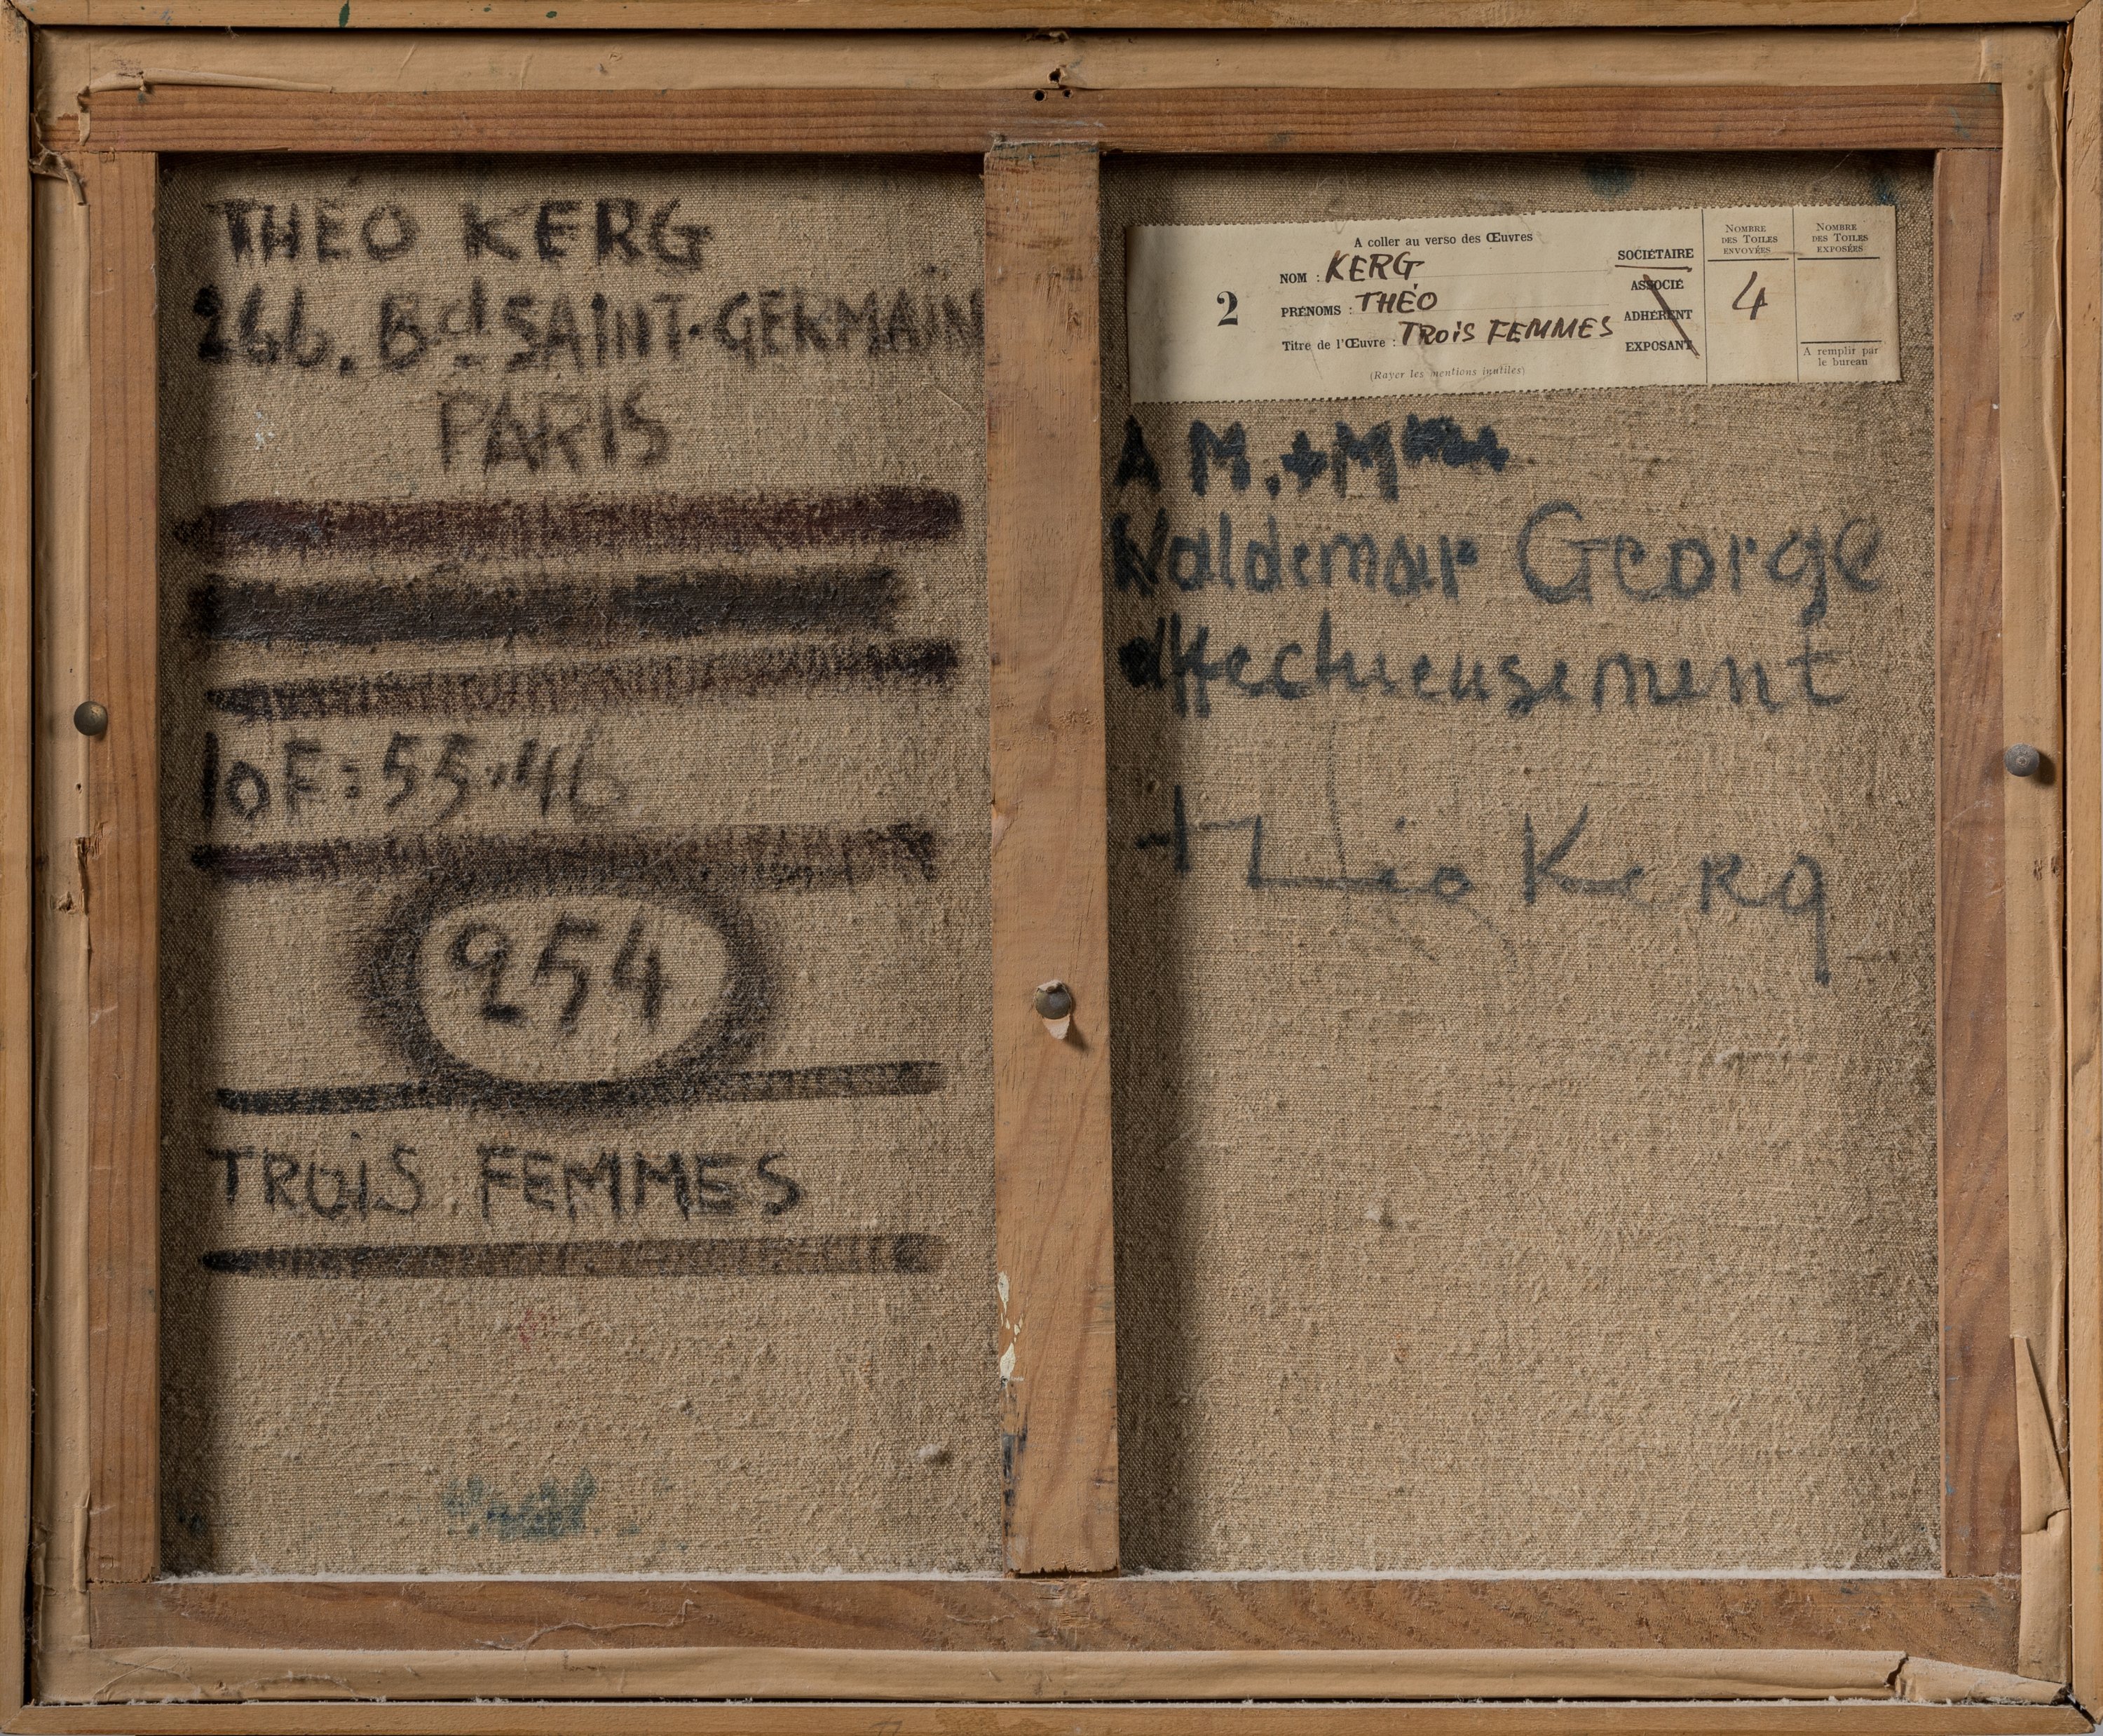 THÉO KERG
266. Bd. SAINT-GERMAIN
PARIS
10F: 55·46
254
TROIS FEMMES
A coller au verso des Œuvres
2
NOM : KERG
PRÉNOMS : THÉO
Titre de l'Œuvre : TROIS FEMMES
(Rayer les mentions inutiles)
SOCIÉTAIRE
ASSOCIÉ
ADHÉRENT
EXPOSANT
NOMBRE
DES TOILES
ENVOYÉES
4
NOMBRE
DES TOILES
EXPOSÉES
A remplir par
le bureau
A M. + Mme
Waldemar George
affectueusement
Théo Kerg